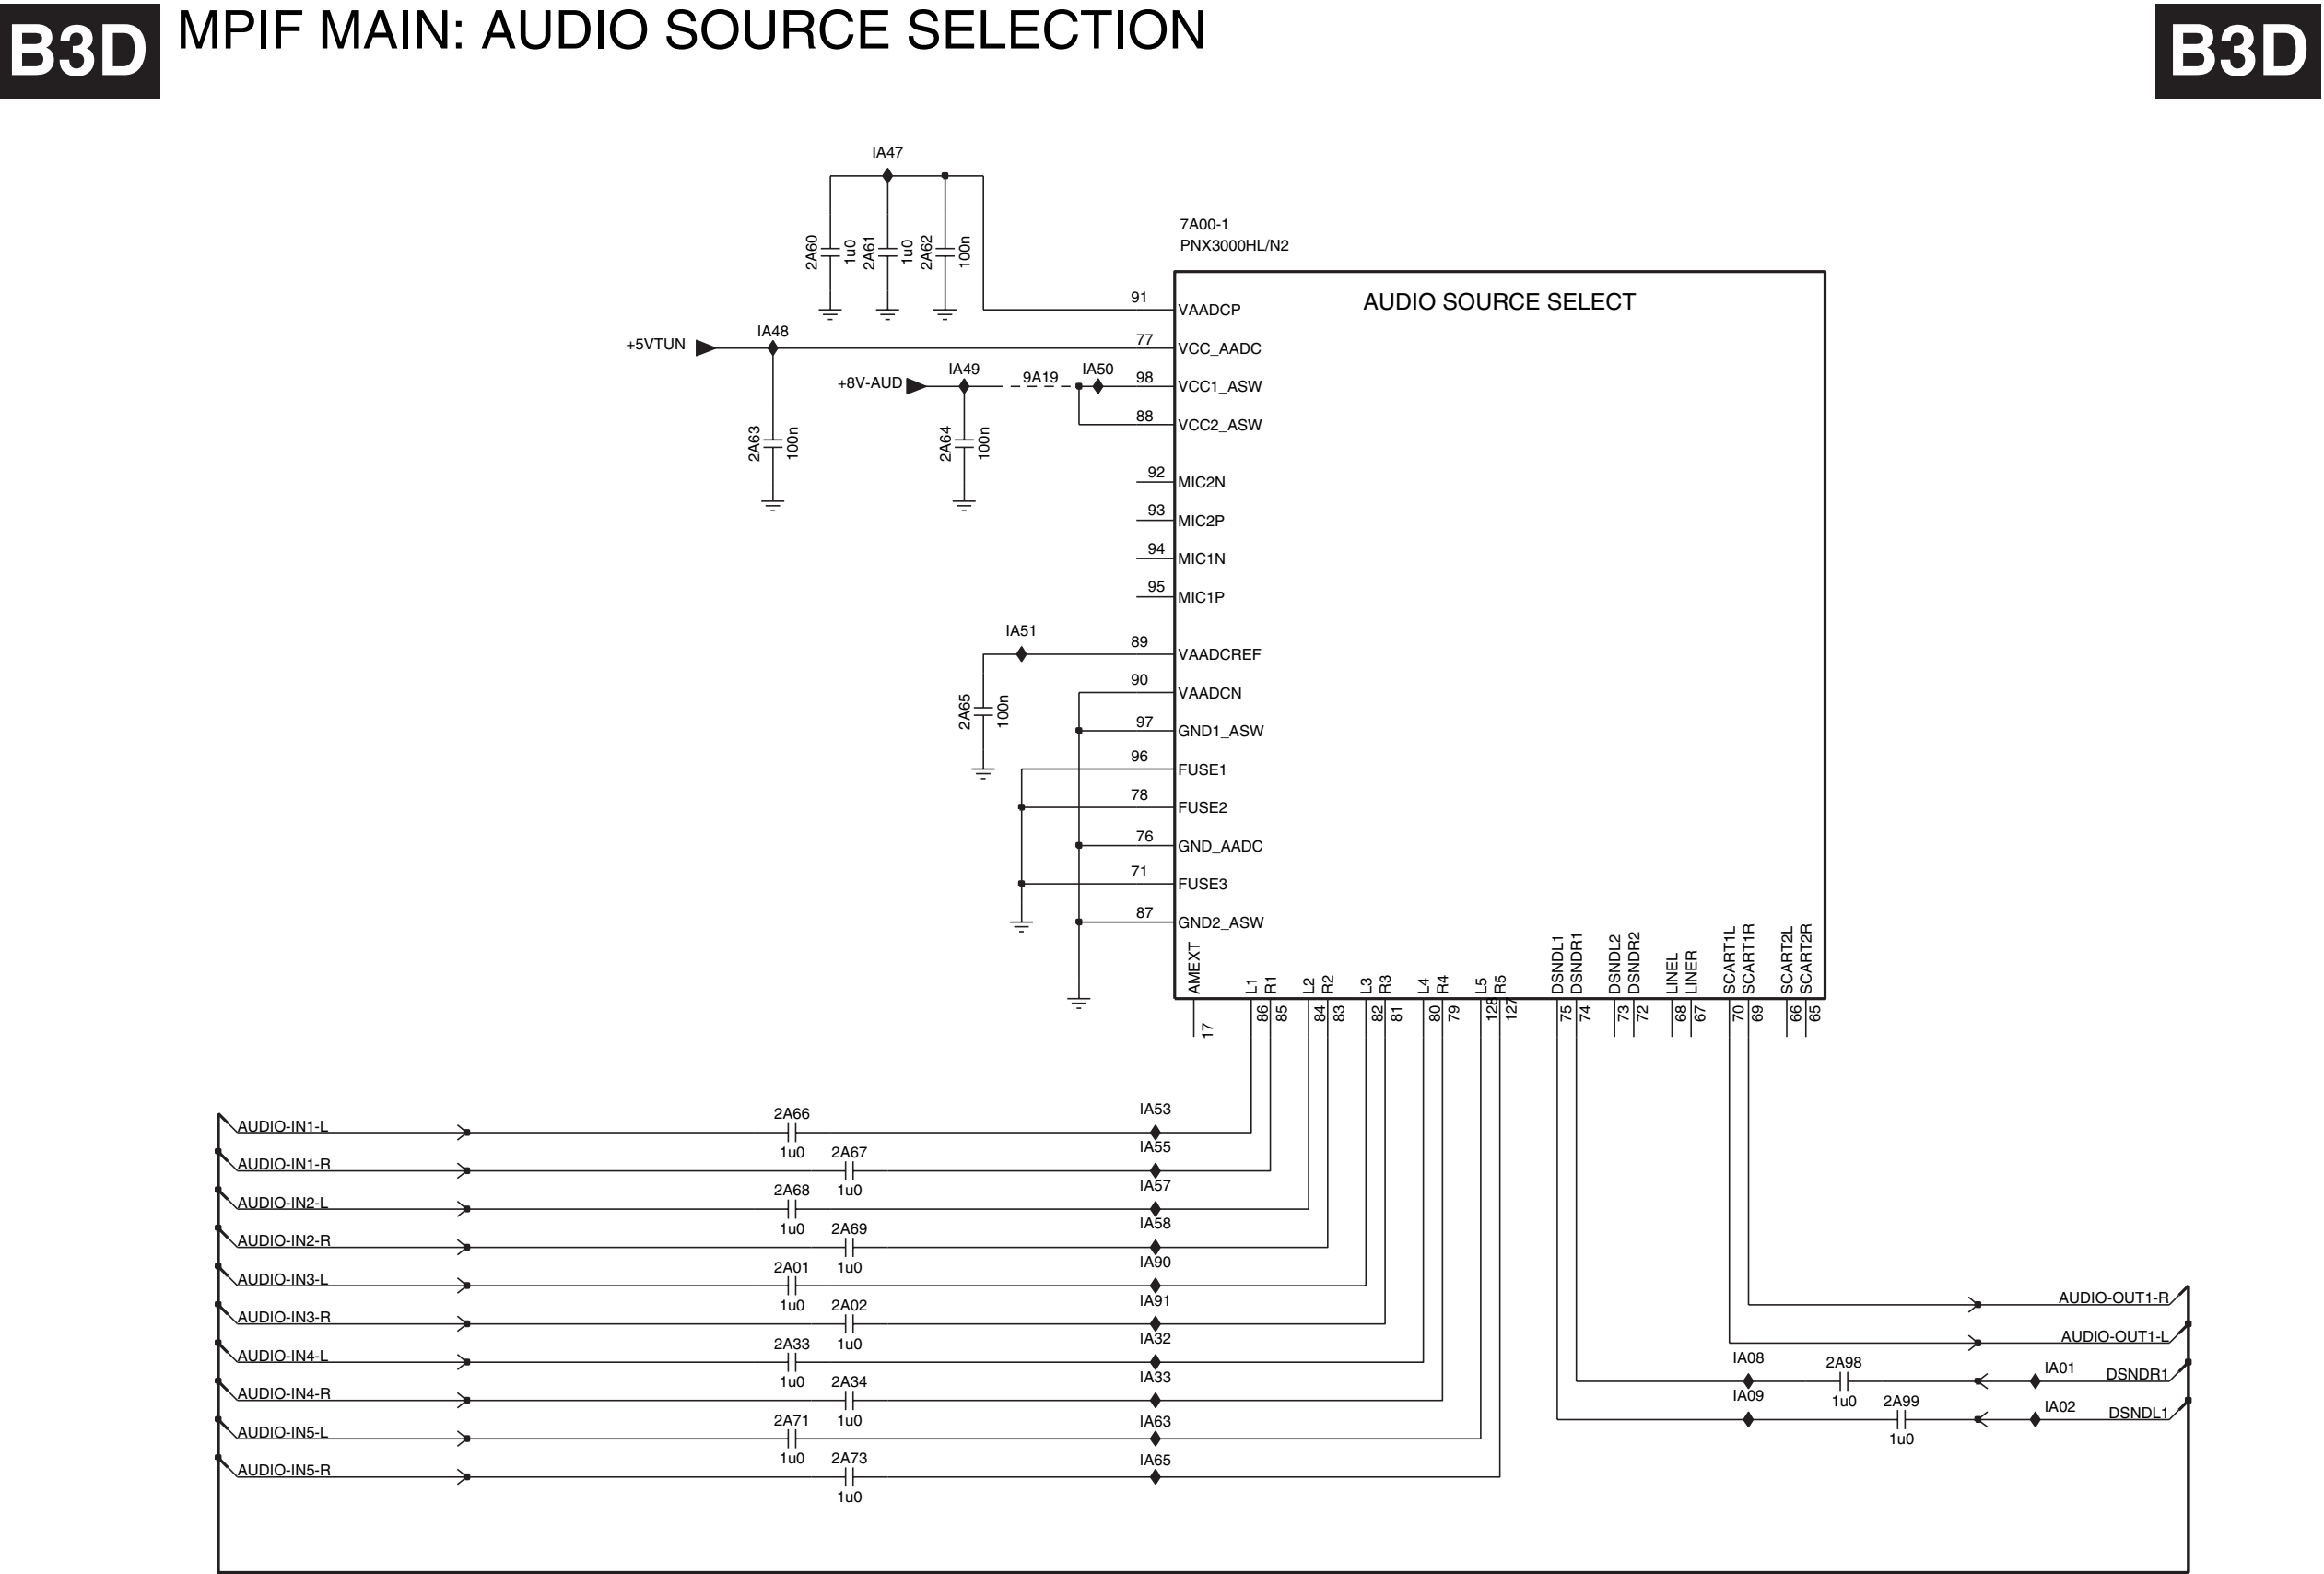 B3D MPIF MAIN: AUDIO SOURCE SELECTION B3D
IA47
2A60
1u0
2A61
1u0
2A62
100n
7A00-1
PNX3000HL/N2
AUDIO SOURCE SELECT
91 VAADCP
+5VTUN IA48 77 VCC_AADC
+8V-AUD IA49 9A19 IA50 98 VCC1_ASW
88 VCC2_ASW
2A63
100n
2A64
100n
92 MIC2N
93 MIC2P
94 MIC1N
95 MIC1P
IA51 89 VAADCREF
2A65
100n
90 VAADCN
97 GND1_ASW
96 FUSE1
78 FUSE2
76 GND_AADC
71 FUSE3
87 GND2_ASW
AMEXT
L1
R1
L2
R2
L3
R3
L4
R4
L5
R5
DSNDL1
DSNDR1
DSNDL2
DSNDR2
LINEL
LINER
SCART1L
SCART1R
SCART2L
SCART2R
17
86
85
84
83
82
81
80
79
128
127
75
74
73
72
68
67
70
69
66
65
AUDIO-IN1-L 2A66 1u0 IA53
AUDIO-IN1-R 2A67 1u0 IA55
AUDIO-IN2-L 2A68 1u0 IA57
AUDIO-IN2-R 2A69 1u0 IA58
AUDIO-IN3-L 2A01 1u0 IA90
AUDIO-IN3-R 2A02 1u0 IA91
AUDIO-IN4-L 2A33 1u0 IA32
AUDIO-IN4-R 2A34 1u0 IA33
AUDIO-IN5-L 2A71 1u0 IA63
AUDIO-IN5-R 2A73 1u0 IA65
AUDIO-OUT1-R
AUDIO-OUT1-L
IA08 2A98 1u0 IA01 DSNDR1
IA09 2A99 1u0 IA02 DSNDL1